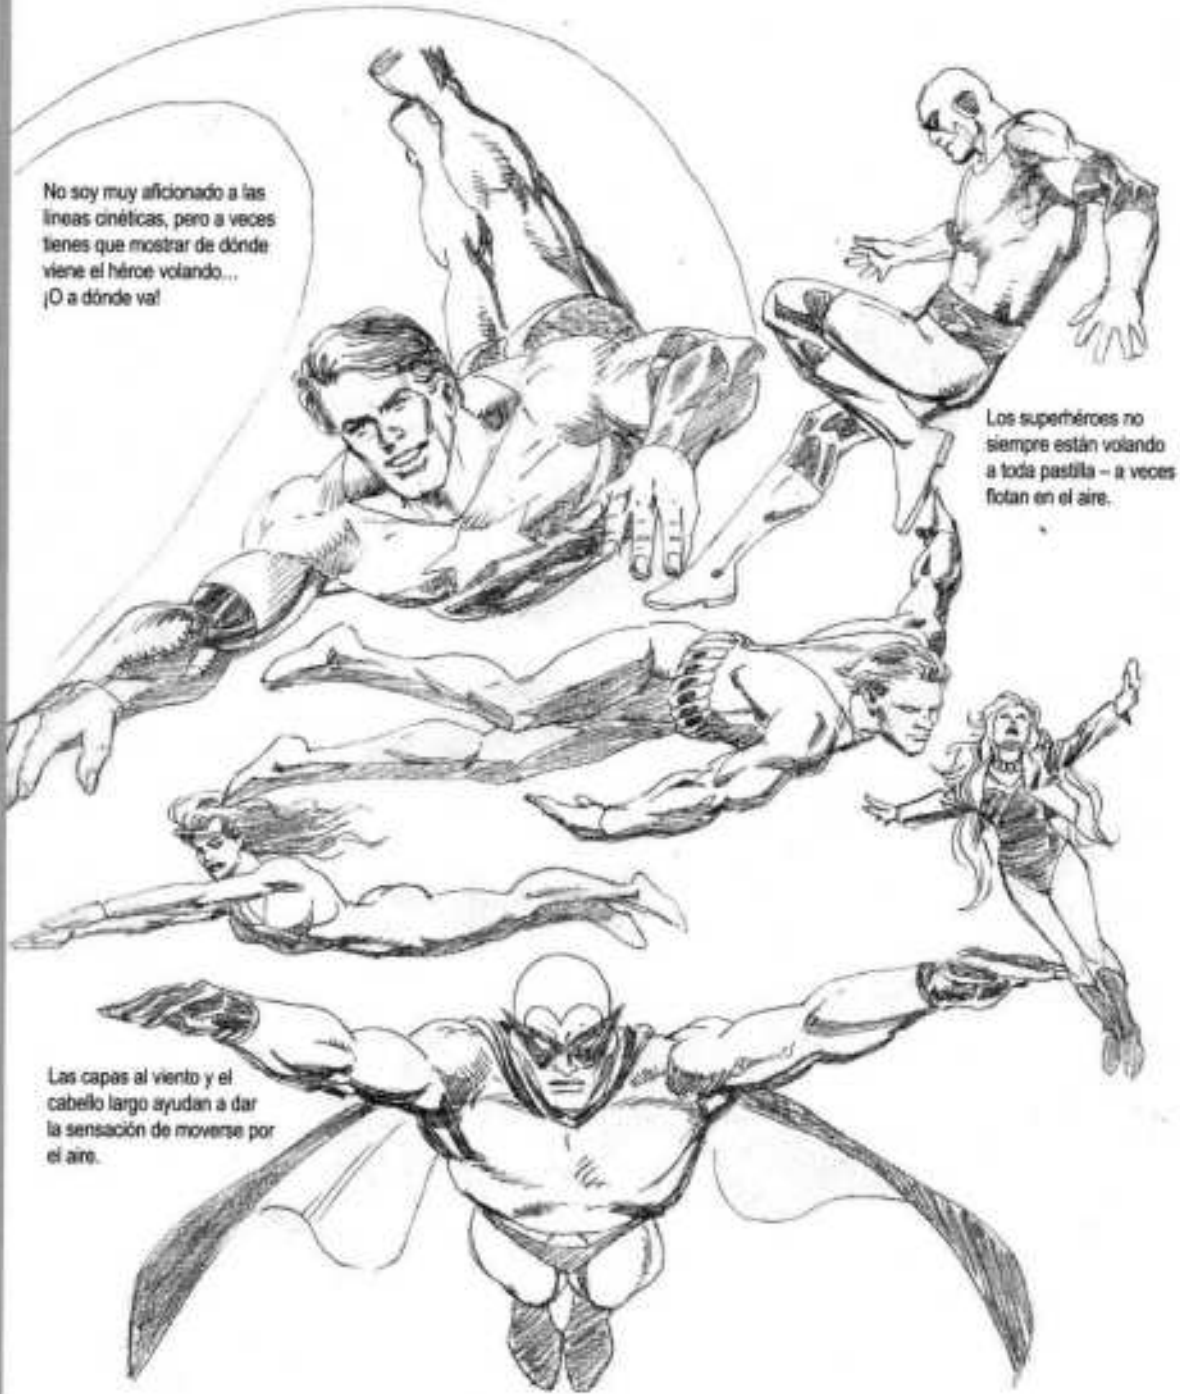 No soy muy aficionado a las
líneas cinéticas, pero a veces
tienes que mostrar de dónde
viene el héroe volando...
¡O a dónde va!
Los superhéroes no
siempre están volando
a toda pastilla – a veces
flotan en el aire.
Las capas al viento y el
cabello largo ayudan a dar
la sensación de moverse por
el aire.